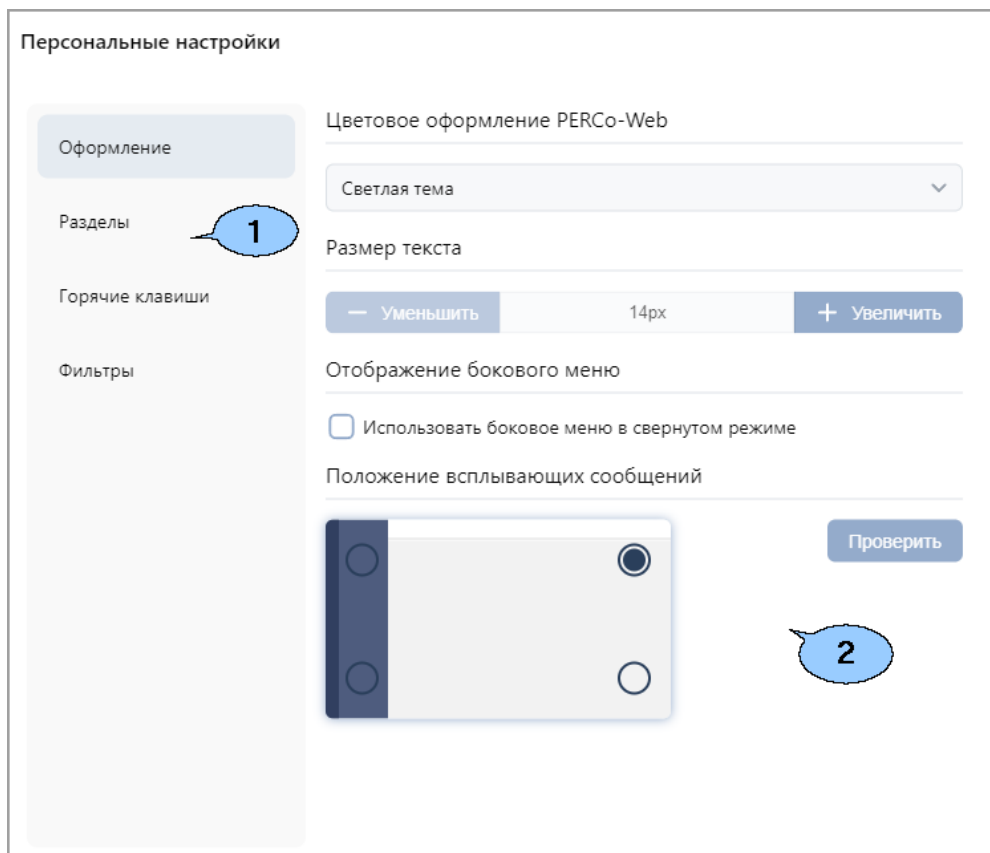 Персональные настройки
Оформление
Разделы
1
Горячие клавиши
Фильтры
Цветовое оформление PERCo-Web
Светлая тема
Размер текста
— Уменьшить
14px
+ Увеличить
Отображение бокового меню
Использовать боковое меню в свернутом режиме
Положение всплывающих сообщений
Проверить
2